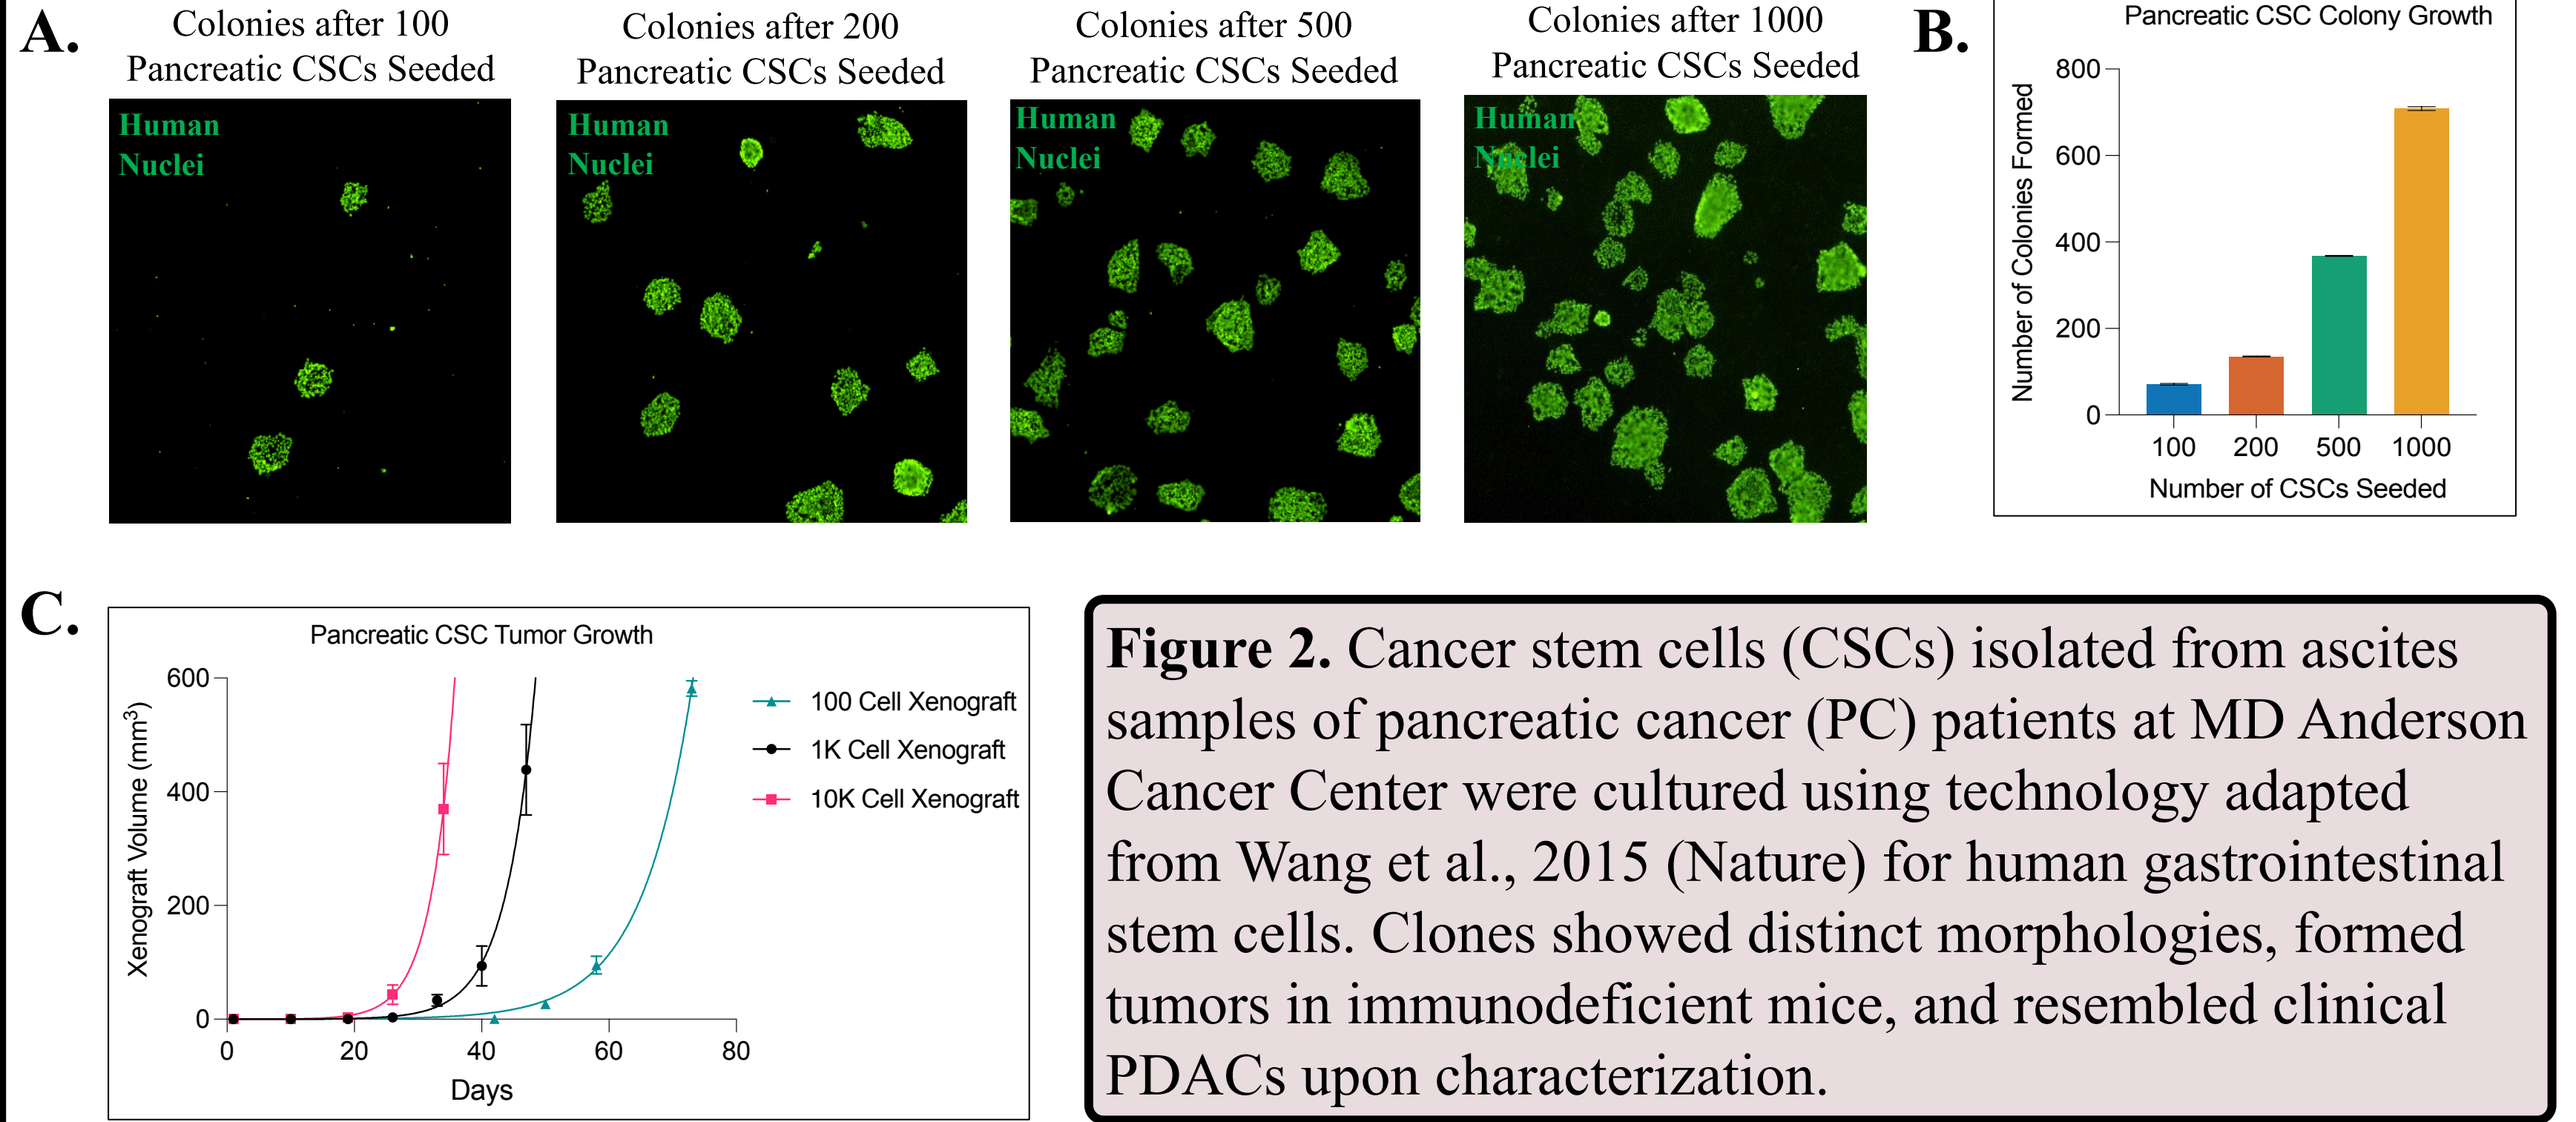 A.
Colonies after 100
Pancreatic CSCs Seeded
Human
Nuclei
Colonies after 200
Pancreatic CSCs Seeded
Human
Nuclei
Colonies after 500
Pancreatic CSCs Seeded
Human
Nuclei
Colonies after 1000
Pancreatic CSCs Seeded
Human
Nuclei
B.
Pancreatic CSC Colony Growth
Number of Colonies Formed
800
600
400
200
0
100 200 500 1000
Number of CSCs Seeded
C.
Pancreatic CSC Tumor Growth
Xenograft Volume (mm³)
600
400
200
0
0 20 40 60 80
Days
100 Cell Xenograft
1K Cell Xenograft
10K Cell Xenograft
Figure 2. Cancer stem cells (CSCs) isolated from ascites
samples of pancreatic cancer (PC) patients at MD Anderson
Cancer Center were cultured using technology adapted
from Wang et al., 2015 (Nature) for human gastrointestinal
stem cells. Clones showed distinct morphologies, formed
tumors in immunodeficient mice, and resembled clinical
PDACs upon characterization.